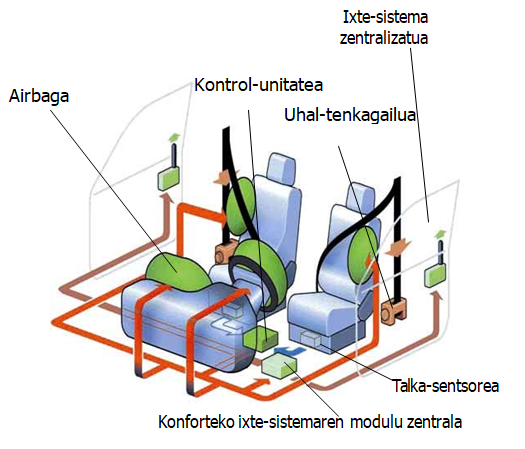 Ixte-sistema
zentralizatua
Kontrol-unitatea
Airbaga
Uhal-tenkagailua
Talka-sentsorea
Konforteko ixte-sistemaren modulu zentrala